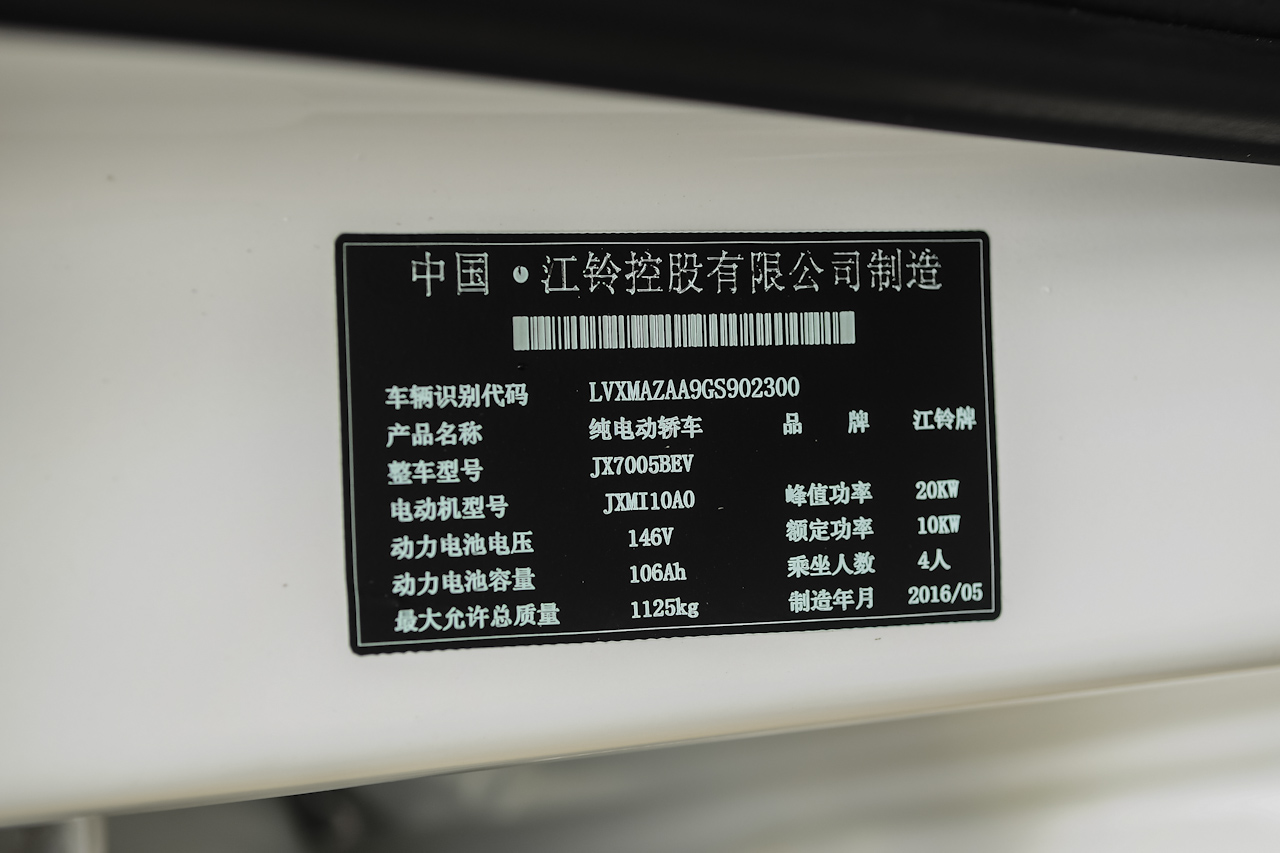 中国·江铃控股有限公司制造
车辆识别代码 LVXMAZAA9GS902300
产品名称 纯电动轿车 品 牌 江铃牌
整车型号 JX7005BEV
电动机型号 JXMI10A0 峰值功率 20KW
动力电池电压 146V 额定功率 10KW
动力电池容量 106Ah 乘坐人数 4人
最大允许总质量 1125kg 制造年月 2016/05